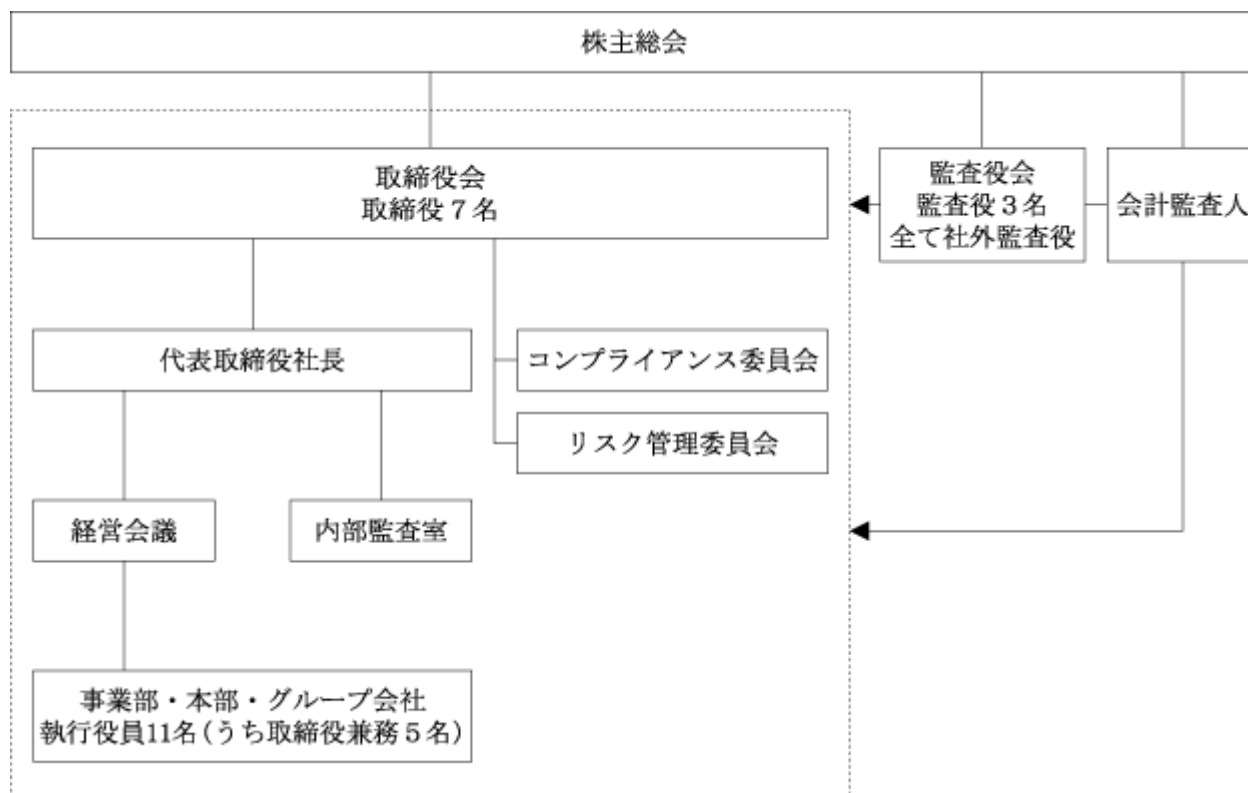 株主総会
取締役会
取締役７名
監査役会
監査役３名
全て社外監査役
会計監査人
代表取締役社長
コンプライアンス委員会
リスク管理委員会
経営会議
内部監査室
事業部・本部・グループ会社
執行役員11名(うち取締役兼務５名)